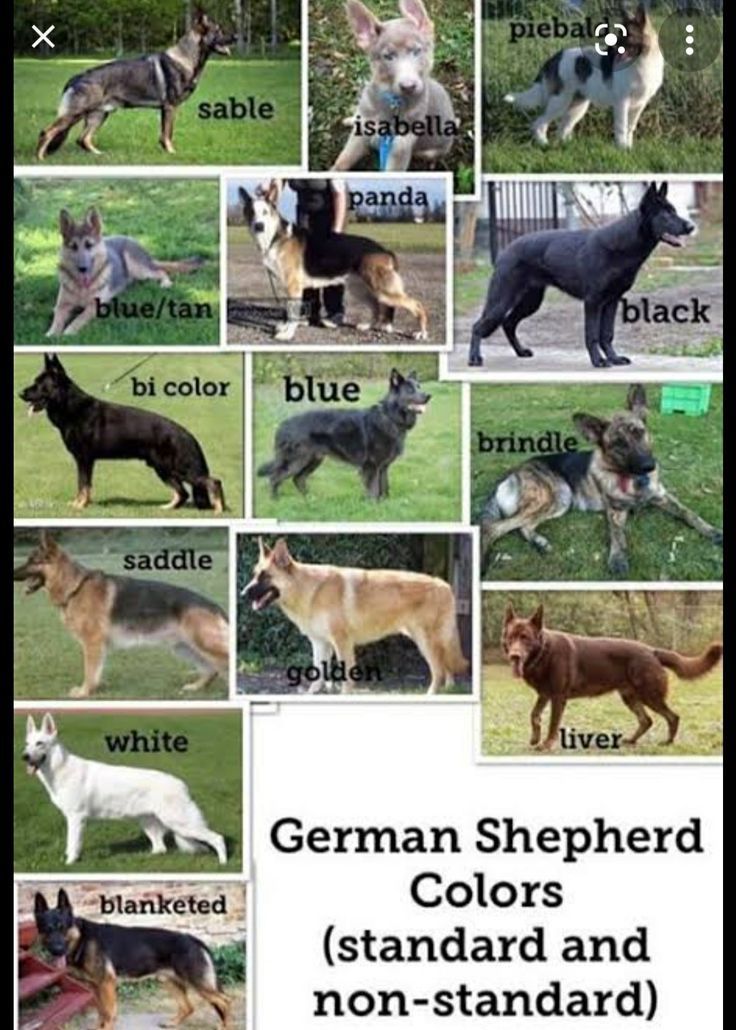 sable
isabella
piebal
blue/tan
panda
black
bi color
blue
brindle
saddle
golden
liver
white
blanketed
German Shepherd
Colors
(standard and
non-standard)